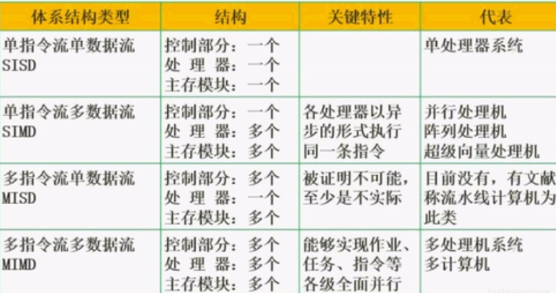 体系结构类型 结构 关键特性 代表
单指令流单数据流
SISD
控制部分：一个
处 理 器：一个
主存模块：一个
单处理器系统
单指令流多数据流
SIMD
控制部分：一个
处 理 器：多个
主存模块：多个
各处理器以异
步的形式执行
同一条指令
并行处理机
阵列处理机
超级向量处理机
多指令流单数据流
MISD
控制部分：多个
处 理 器：一个
主存模块：多个
被证明不可能，
至少是不实际
目前没有，有文献
称流水线计算机为
此类
多指令流多数据流
MIMD
控制部分：多个
处 理 器：多个
主存模块：多个
能够实现作业、
任务、指令等
各级全面并行
多处理机系统
多计算机